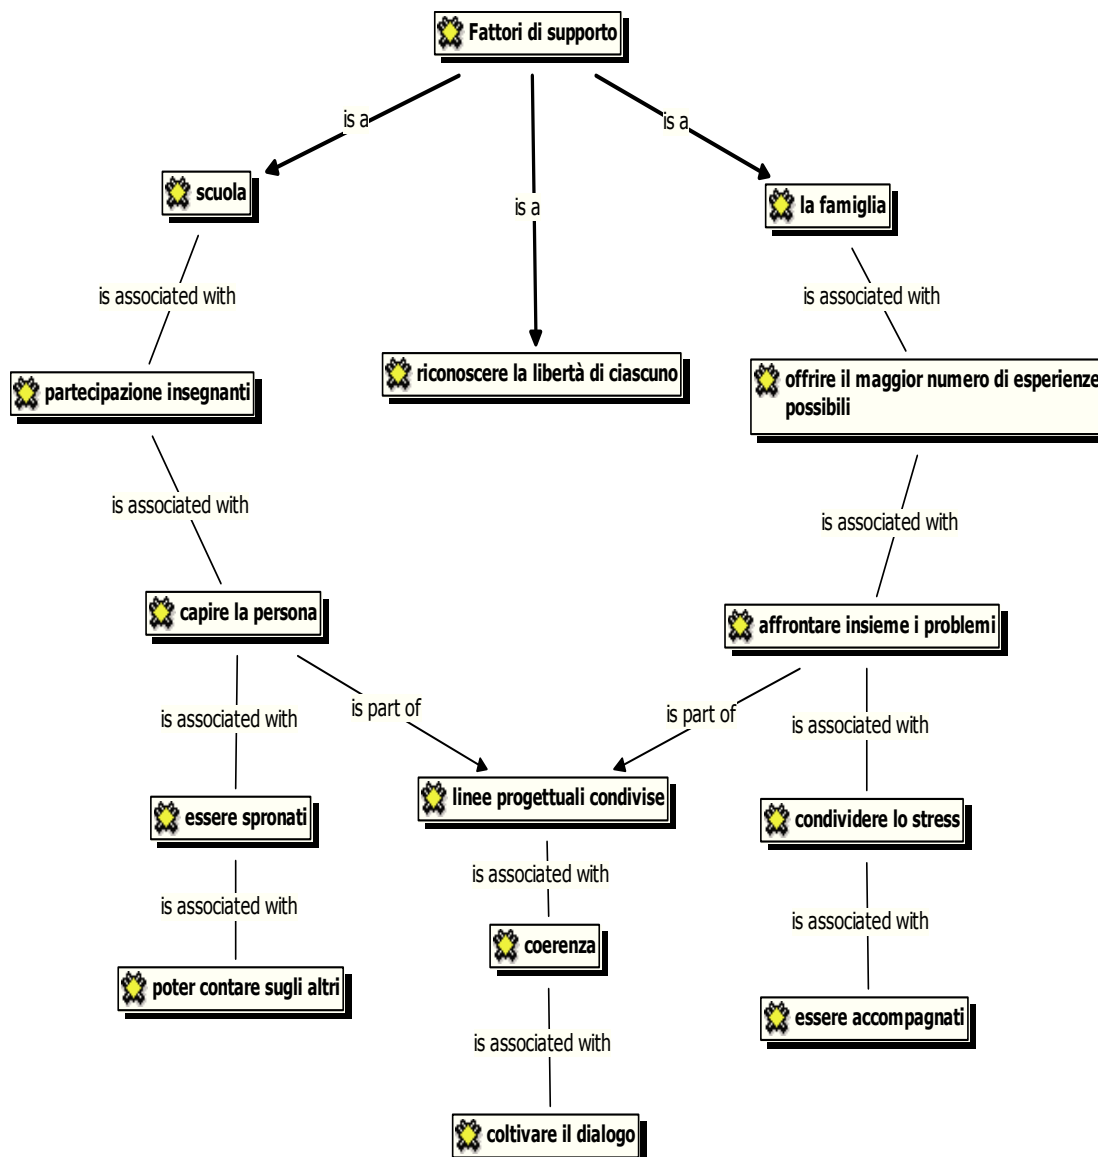 Fattori di supporto
is a
is a
is a
scuola
la famiglia
is associated with
is associated with
partecipazione insegnanti
riconoscere la libertà di ciascuno
offrire il maggior numero di esperienze
possibili
is associated with
is associated with
capire la persona
affrontare insieme i problemi
is associated with
is part of
is part of
is associated with
essere spronati
linee progettuali condivise
condividere lo stress
is associated with
is associated with
is associated with
coerenza
poter contare sugli altri
essere accompagnati
is associated with
coltivare il dialogo